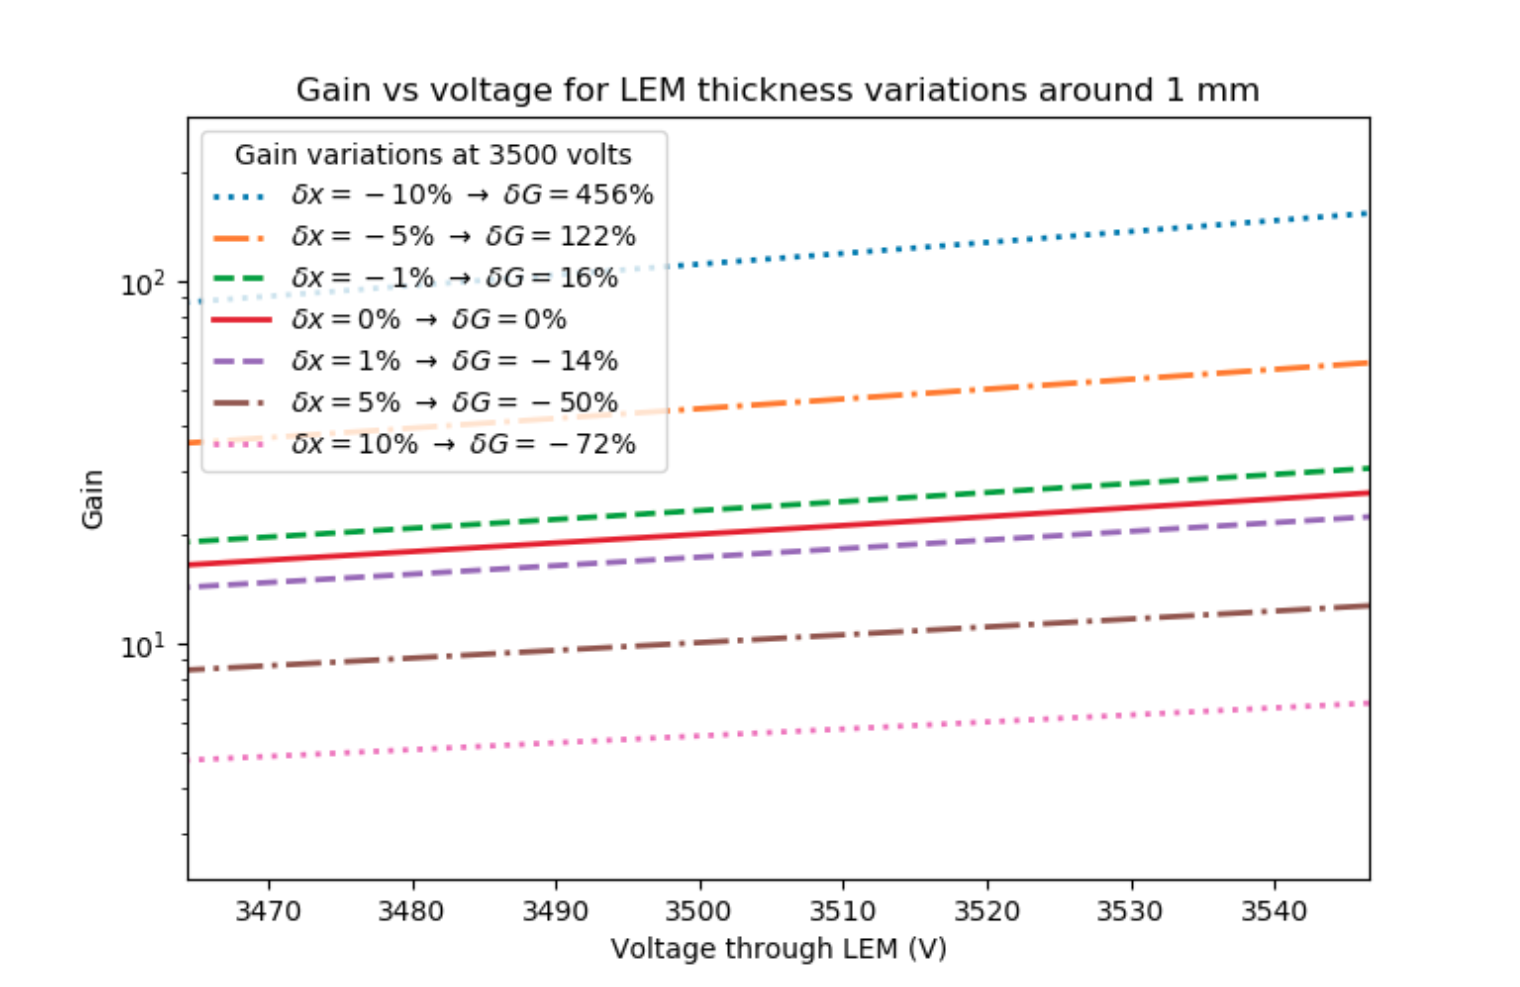 Gain vs voltage for LEM thickness variations around 1 mm
Gain variations at 3500 volts
δx = − 10% → δG = 456%
δx = − 5% → δG = 122%
δx = − 1% → δG = 16%
δx = 0% → δG = 0%
δx = 1% → δG = − 14%
δx = 5% → δG = − 50%
δx = 10% → δG = − 72%
10²
10¹
Gain
3470 3480 3490 3500 3510 3520 3530 3540
Voltage through LEM (V)